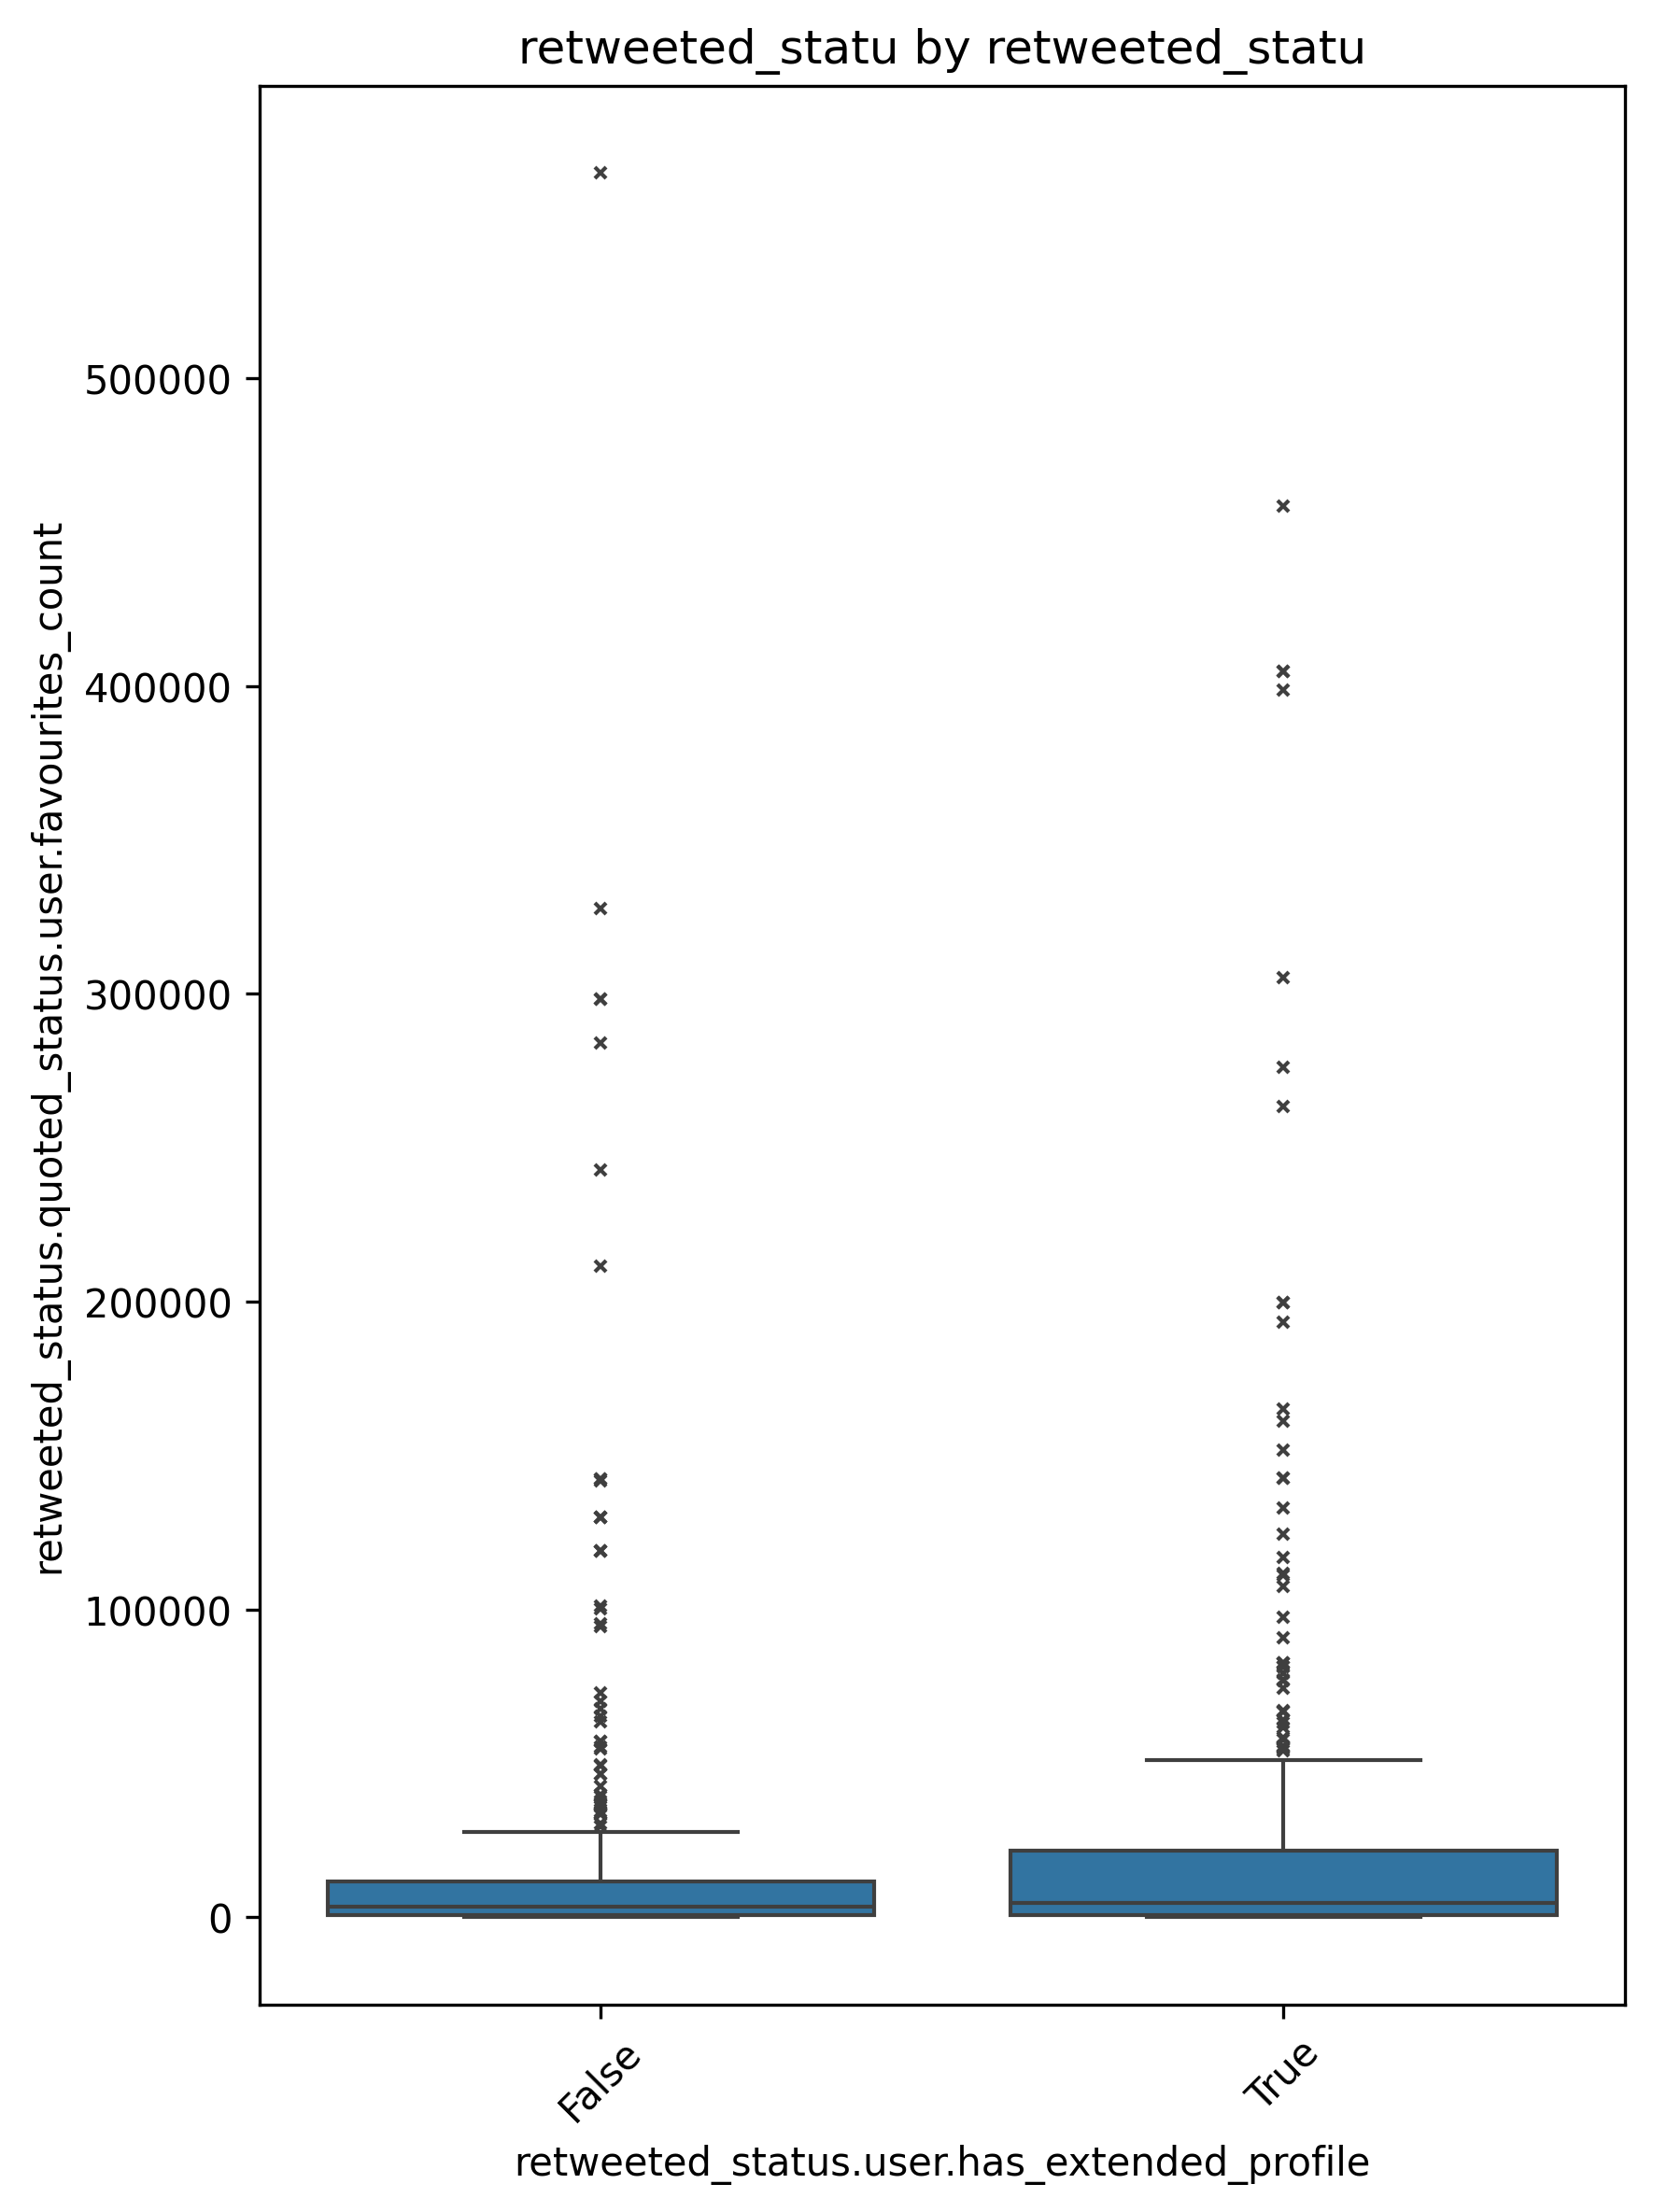 retweeted_statu by retweeted_statu
retweeted_status.quoted_status.user.favourites_count
500000
400000
300000
200000
100000
0
False
True
retweeted_status.user.has_extended_profile